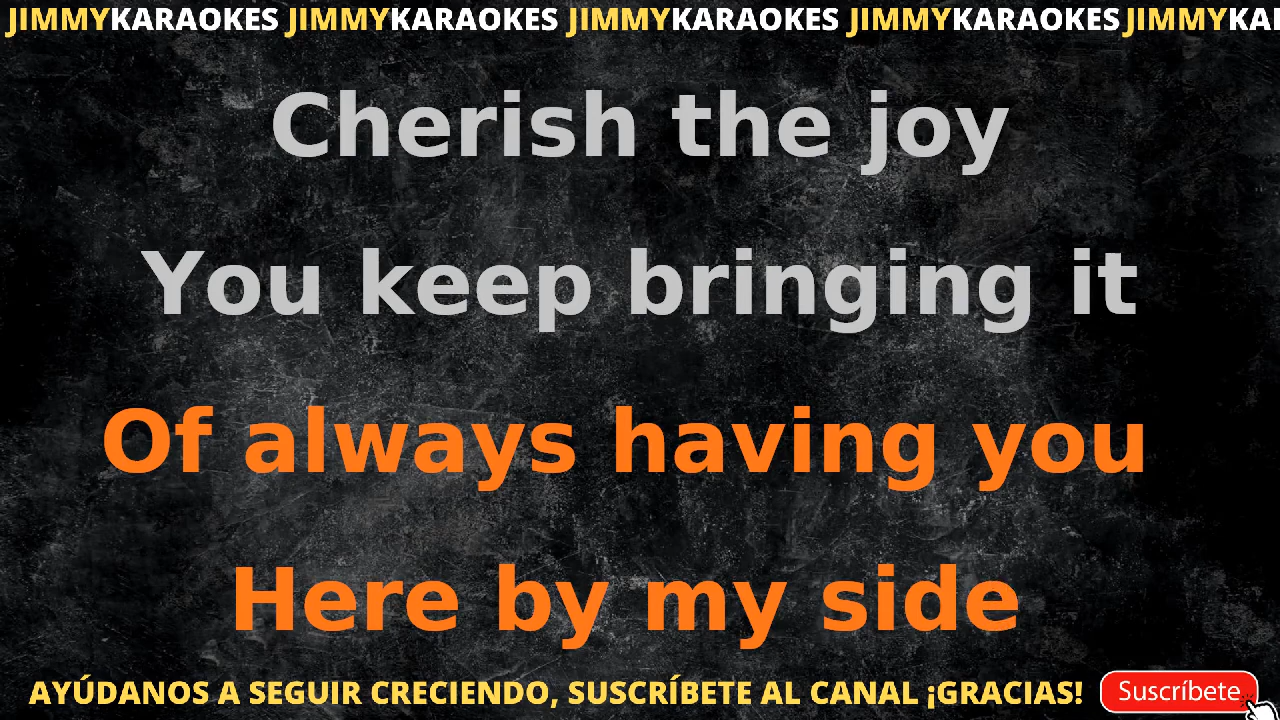 JIMMYKARAOKES JIMMYKARAOKES JIMMYKARAOKES JIMMYKARAOKES JIMMYKAI
Cherish the joy
You keep bringing it
Of always having you
Here by my side
AYÚDANOS A SEGUIR CRECIENDO, SUSCRÍBETE AL CANAL ¡GRACIAS! Suscríbete